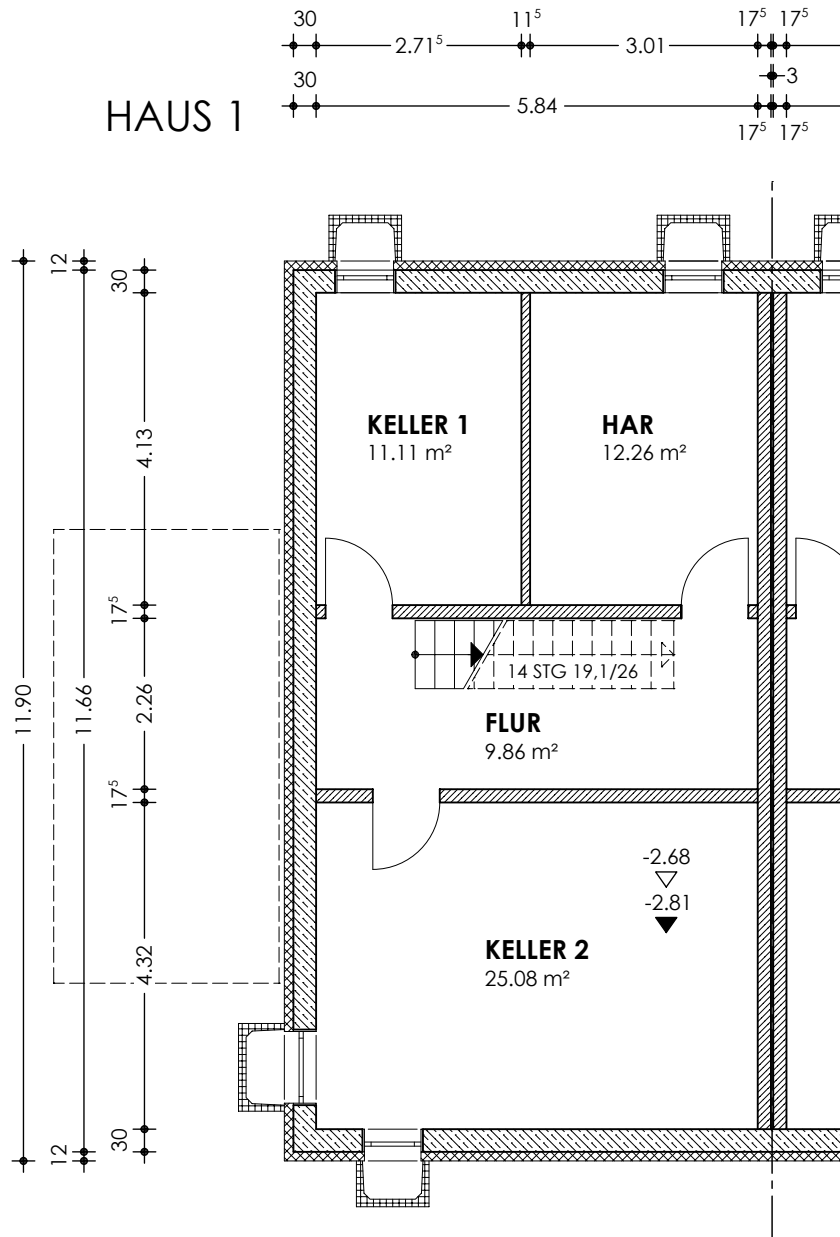 30
2.71⁵
11⁵
3.01
17⁵
17⁵
3
30
5.84
17⁵
17⁵
HAUS 1
12
30
4.13
17⁵
11.90
11.66
2.26
17⁵
4.32
12
30
KELLER 1
11.11 m²
HAR
12.26 m²
14 STG 19,1/26
FLUR
9.86 m²
-2.68
-2.81
KELLER 2
25.08 m²